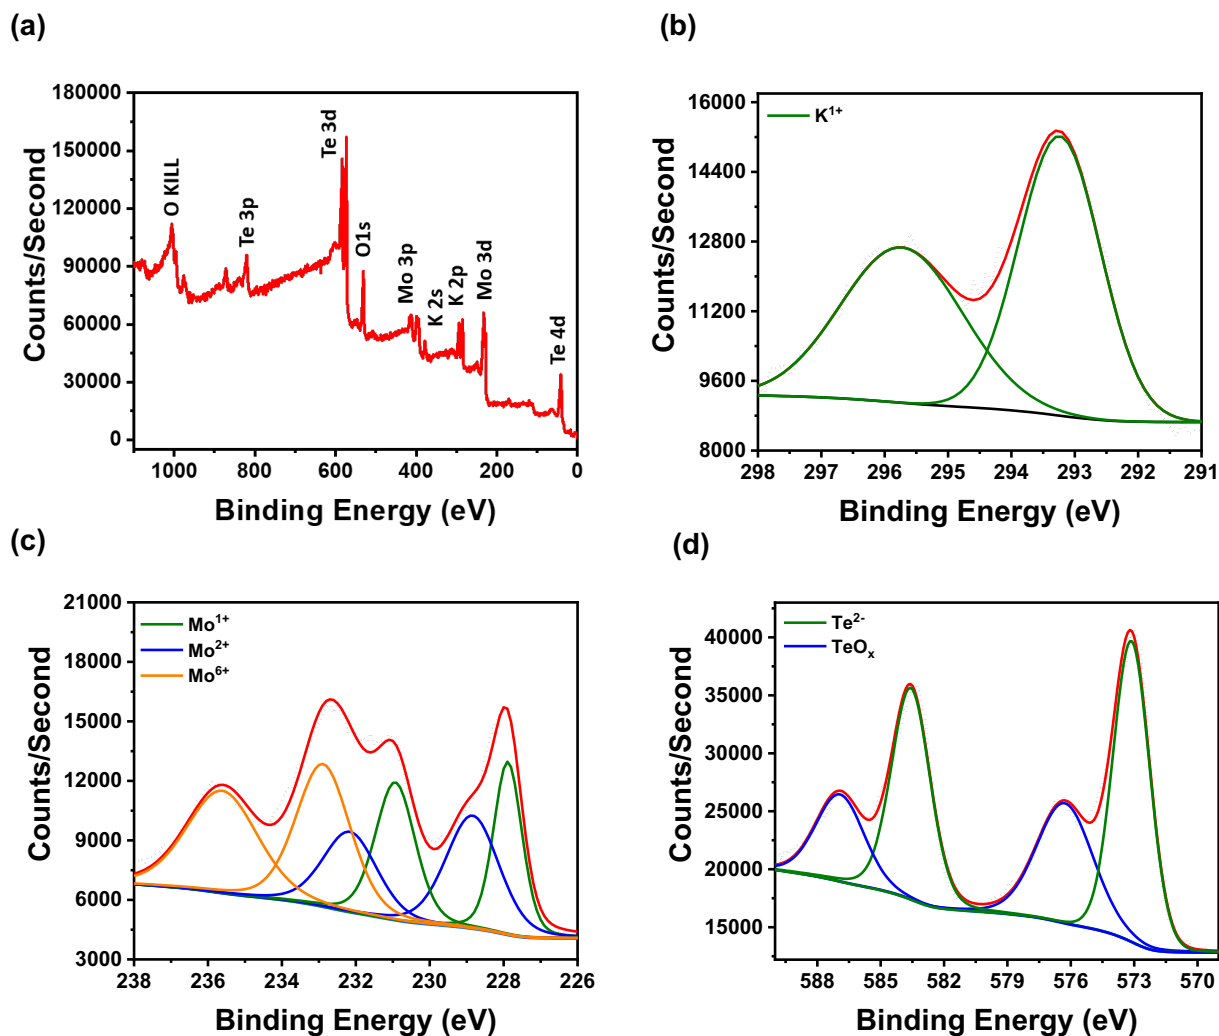 (a)
180000
150000
120000
90000
60000
30000
0
Counts/Second
O KILL
Te 3p
Te 3d
O1s
Mo 3p
K 2s
K 2p
Mo 3d
Te 4d
1000 800 600 400 200 0
Binding Energy (eV)
(b)
K1+
16000
14400
12800
11200
9600
8000
Counts/Second
298 297 296 295 294 293 292 291
Binding Energy (eV)
(c)
Mo1+
Mo2+
Mo6+
21000
18000
15000
12000
9000
6000
3000
Counts/Second
238 236 234 232 230 228 226
Binding Energy (eV)
(d)
Te2-
TeOx
40000
35000
30000
25000
20000
15000
Counts/Second
588 585 582 579 576 573 570
Binding Energy (eV)